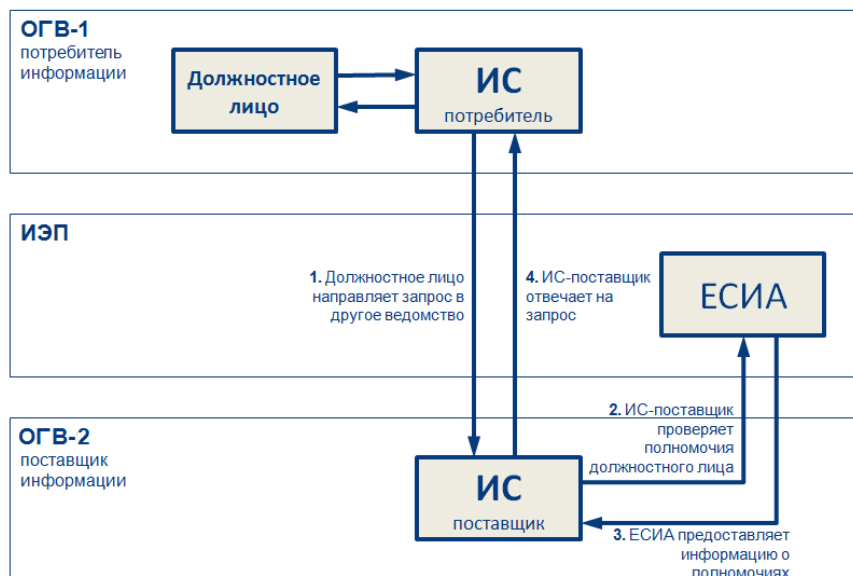 ОГВ-1
потребитель
информации
Должностное
лицо
ИС
потребитель
ИЭП
1. Должностное лицо
направляет запрос в
другое ведомство
4. ИС-поставщик
отвечает на
запрос
ЕСИА
ОГВ-2
поставщик
информации
2. ИС-поставщик
проверяет
полномочия
должностного лица
ИС
поставщик
3. ЕСИА предоставляет
информацию о
полномочиях